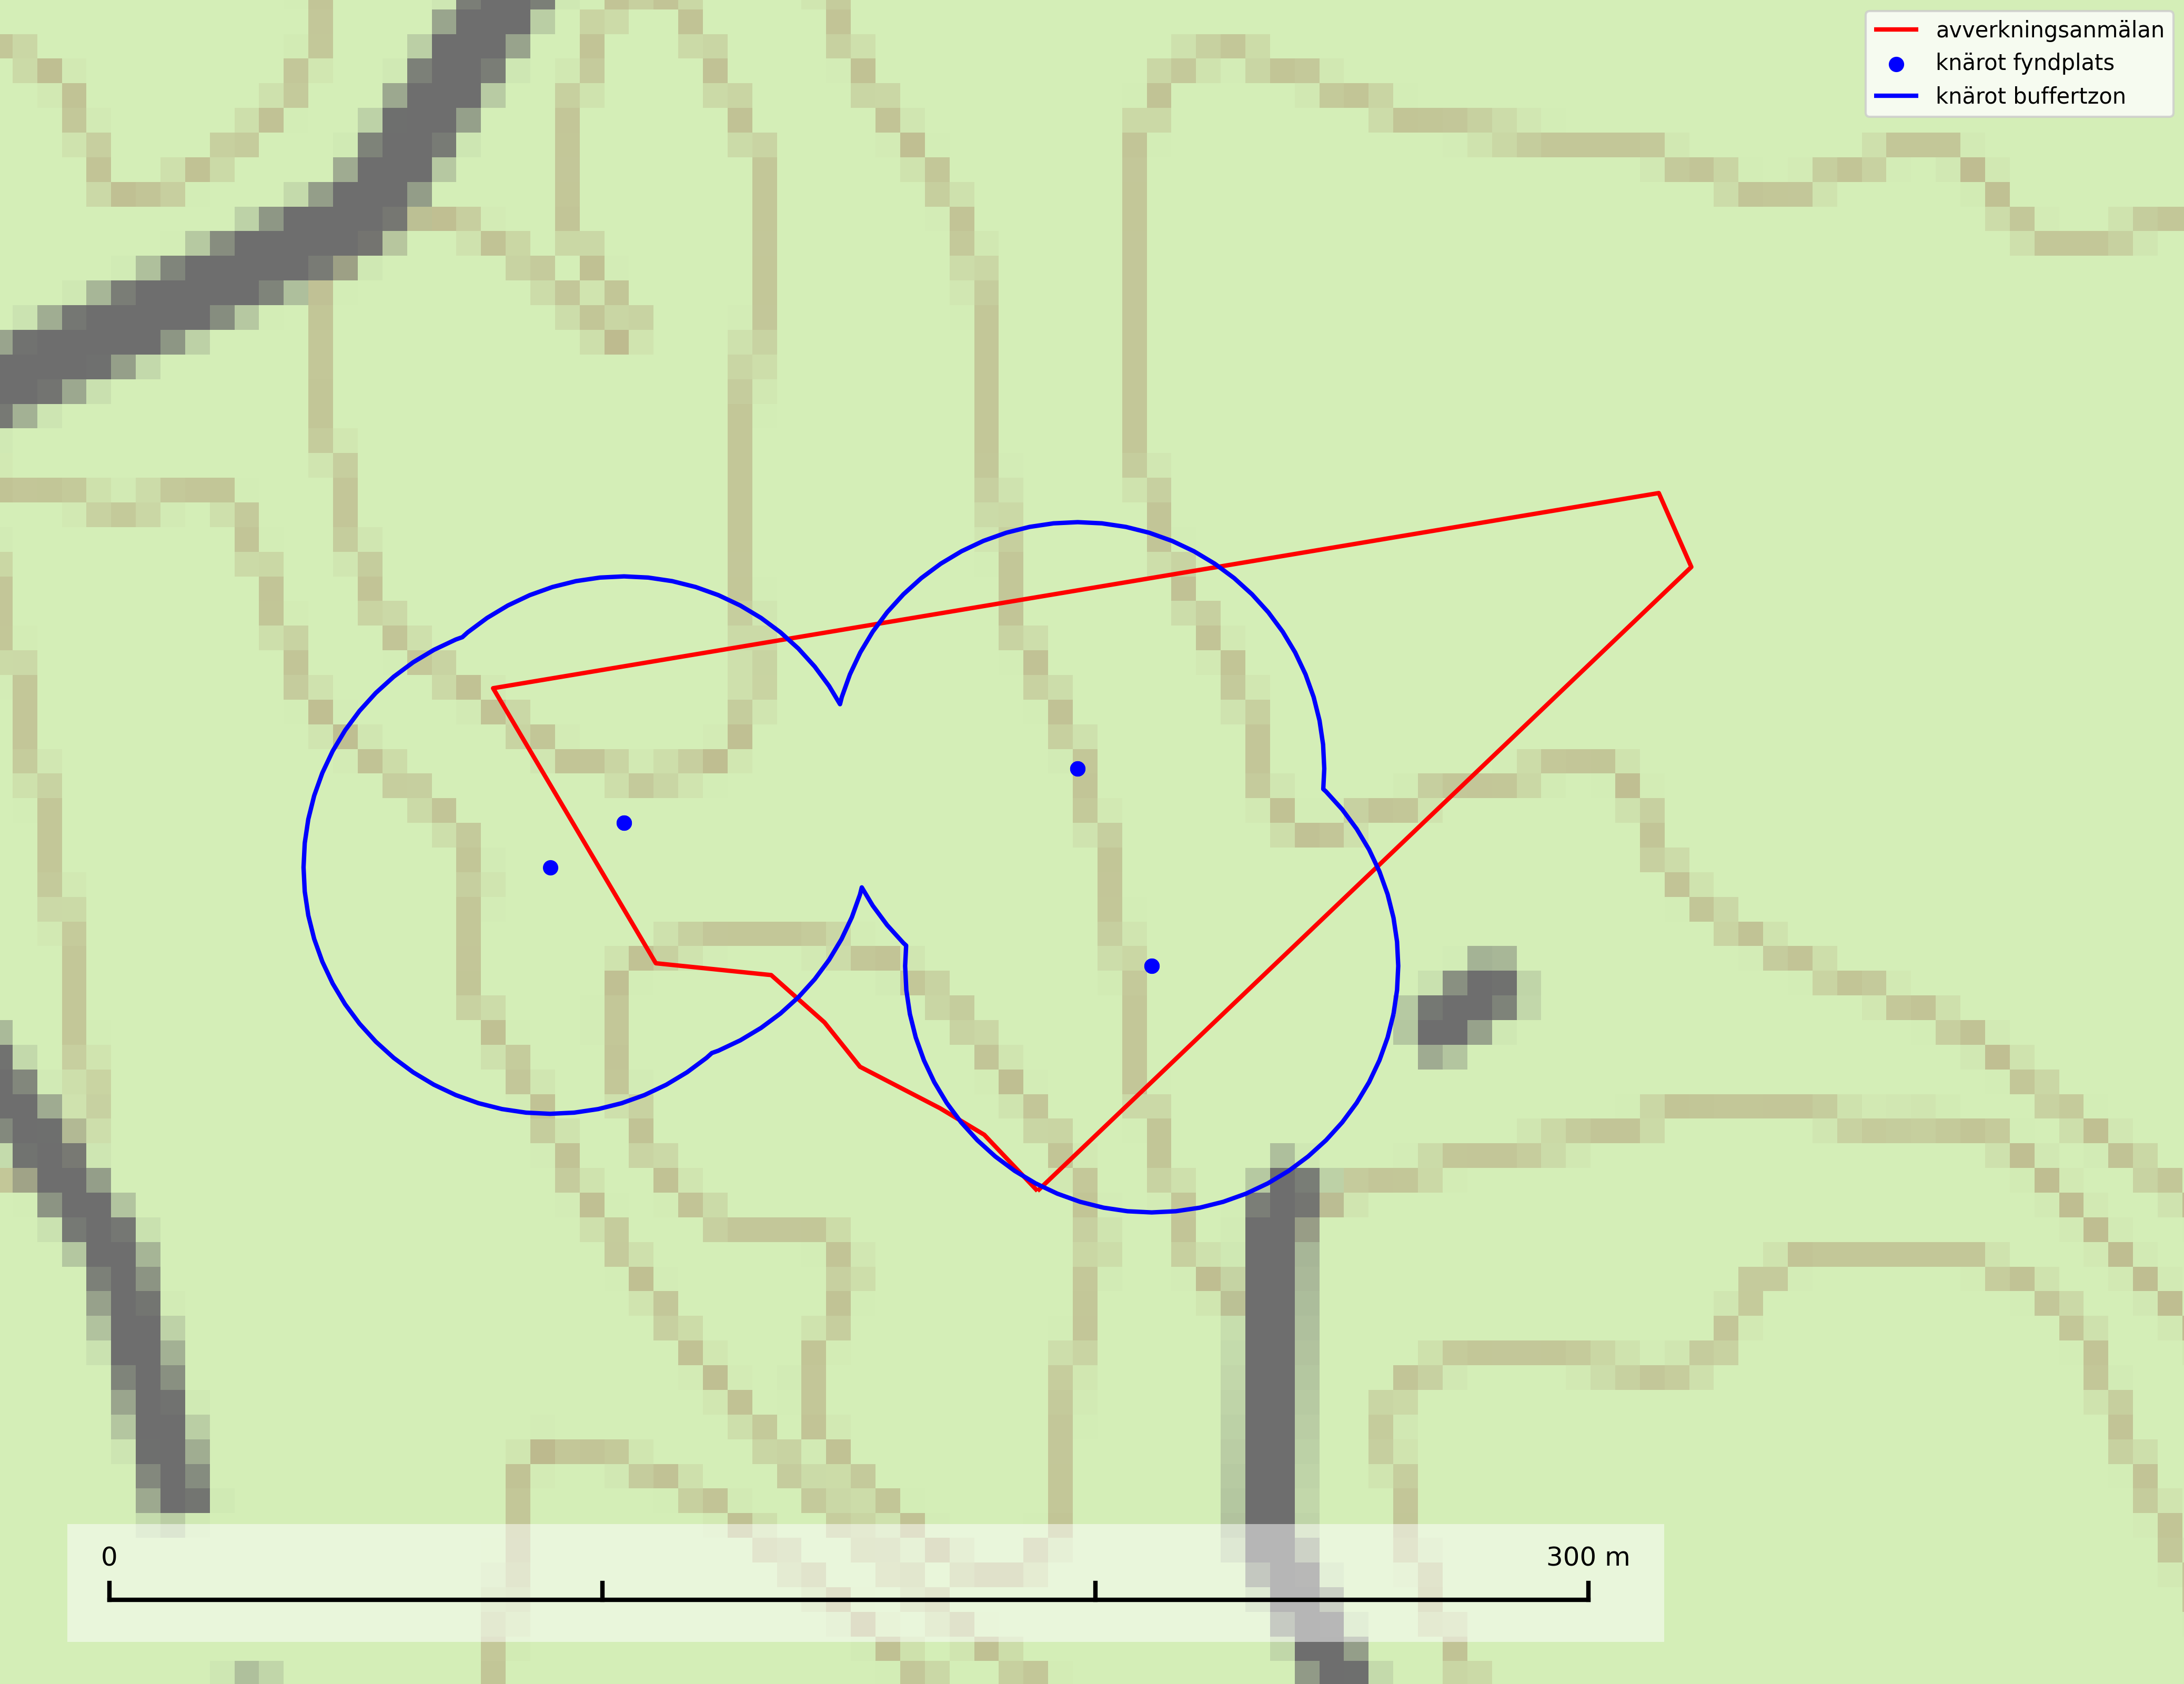 avverkningsanmälan
knärot fyndplats
knärot buffertzon
0 300 m